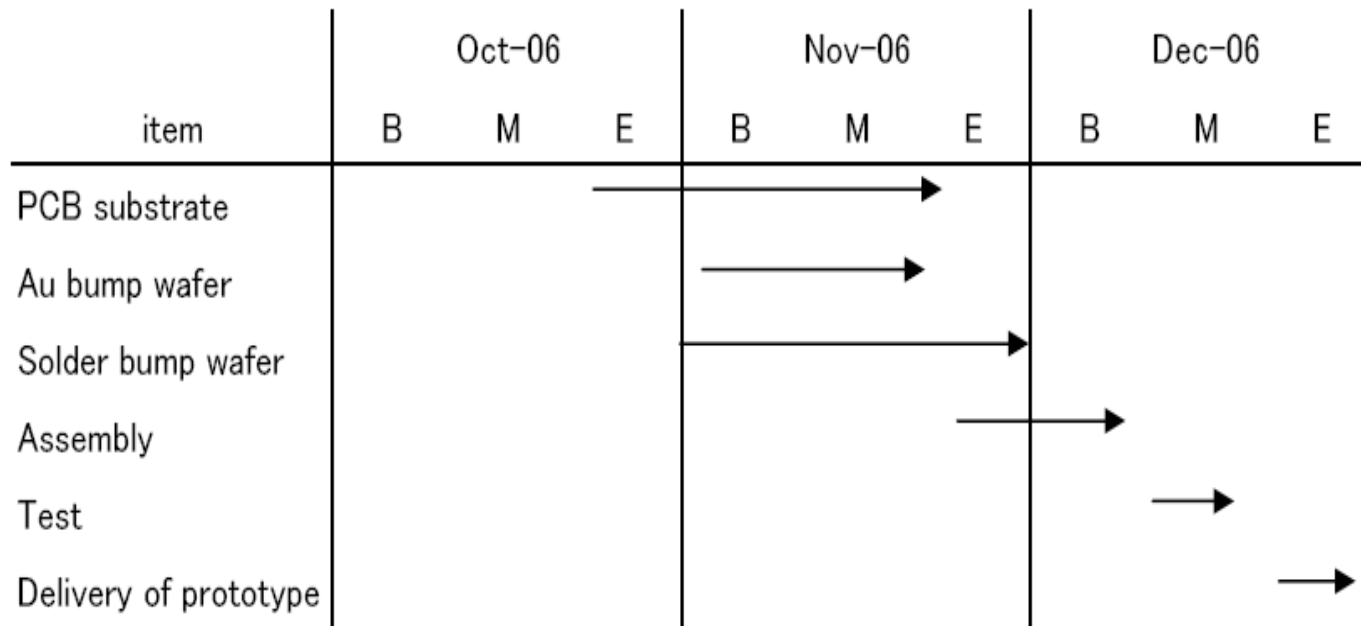 Oct-06 Nov-06 Dec-06
item B M E B M E B M E
PCB substrate
Au bump wafer
Solder bump wafer
Assembly
Test
Delivery of prototype